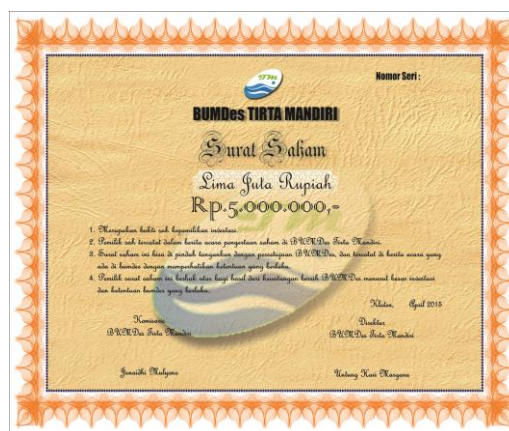 TM
Nomor Seri :
BUMDes TIRTA MANDIRI
Surat Saham
Lima Juta Rupiah
Rp.5.000.000,-
1. Merupakan bukti sah kepemilikan investasi.
2. Pemilik sah tercatat dalam berita acara penyertaan saham di BUMDes Tirta Mandiri.
3. Surat saham ini bisa di pindah tangankan dengan persetujuan BUMDes, dan tercatat di berita acara yang
ada di bumdes dengan memperhatikan ketentuan yang berlaku.
4. Pemilik surat saham ini berhak atas bagi hasil dari keuntungan bersih BUMDes menurut besar investasi
dan ketentuan bumdes yang berlaku.
Klaten, April 2015
Komisaris
BUMDes Tirta Mandiri
Direktur
BUMDes Tirta Mandiri
Junaidhi Mulyono
Untung Hari Margono